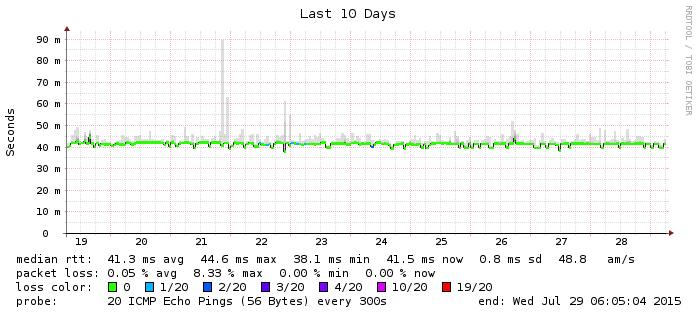 Last 10 Days
RRDTOOL / TOBI OETIKER
Seconds
90 m
80 m
70 m
60 m
50 m
40 m
30 m
20 m
10 m
0
19 20 21 22 23 24 25 26 27 28
median rtt: 41.3 ms avg 44.6 ms max 38.1 ms min 41.5 ms now 0.8 ms sd 48.8 am/s
packet loss: 0.05 % avg 8.33 % max 0.00 % min 0.00 % now
loss color: 0 1/20 2/20 3/20 4/20 10/20 19/20
probe: 20 ICMP Echo Pings (56 Bytes) every 300s end: Wed Jul 29 06:05:04 2015